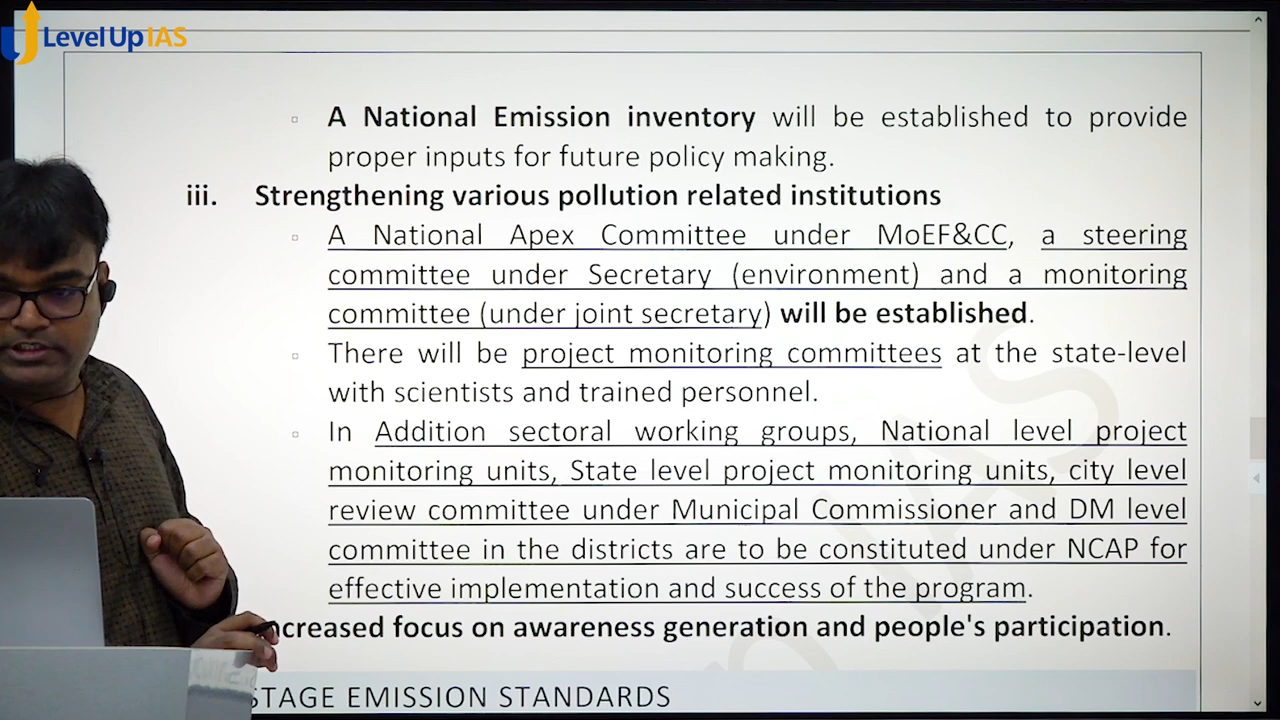 LevelUp IAS
▫ A National Emission inventory will be established to provide
proper inputs for future policy making.
iii. Strengthening various pollution related institutions
▫ A National Apex Committee under MoEF&CC, a steering
committee under Secretary (environment) and a monitoring
committee (under joint secretary) will be established.
▫ There will be project monitoring committees at the state-level
with scientists and trained personnel.
▫ In Addition sectoral working groups, National level project
monitoring units, State level project monitoring units, city level
review committee under Municipal Commissioner and DM level
committee in the districts are to be constituted under NCAP for
effective implementation and success of the program.
ncreased focus on awareness generation and people's participation.
STAGE EMISSION STANDARDS
IAS